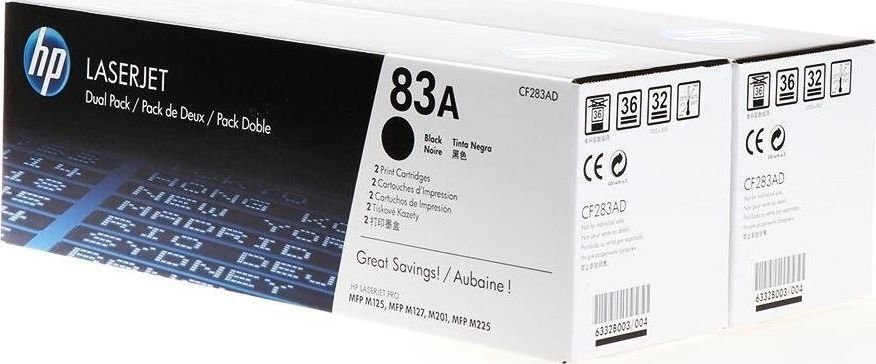 hp
LASERJET
Dual Pack / Pack de Deux / Pack Doble
83A
CF283AD
Black
Noire
Tinta Negra
黑色
2 Print Cartridges
2 Cartouches d'Impression
2 Cartuchos de Impresión
2 Tiskové Kazety
2 打印墨盒
Great Savings! / Aubaine !
HP LASERJET PRO
MFP M125, MFP M127, M201, MFP M225
36
36
32
CE
CF283AD
6332B003/004
36
36
32
CE
CF283AD
6332B003/004